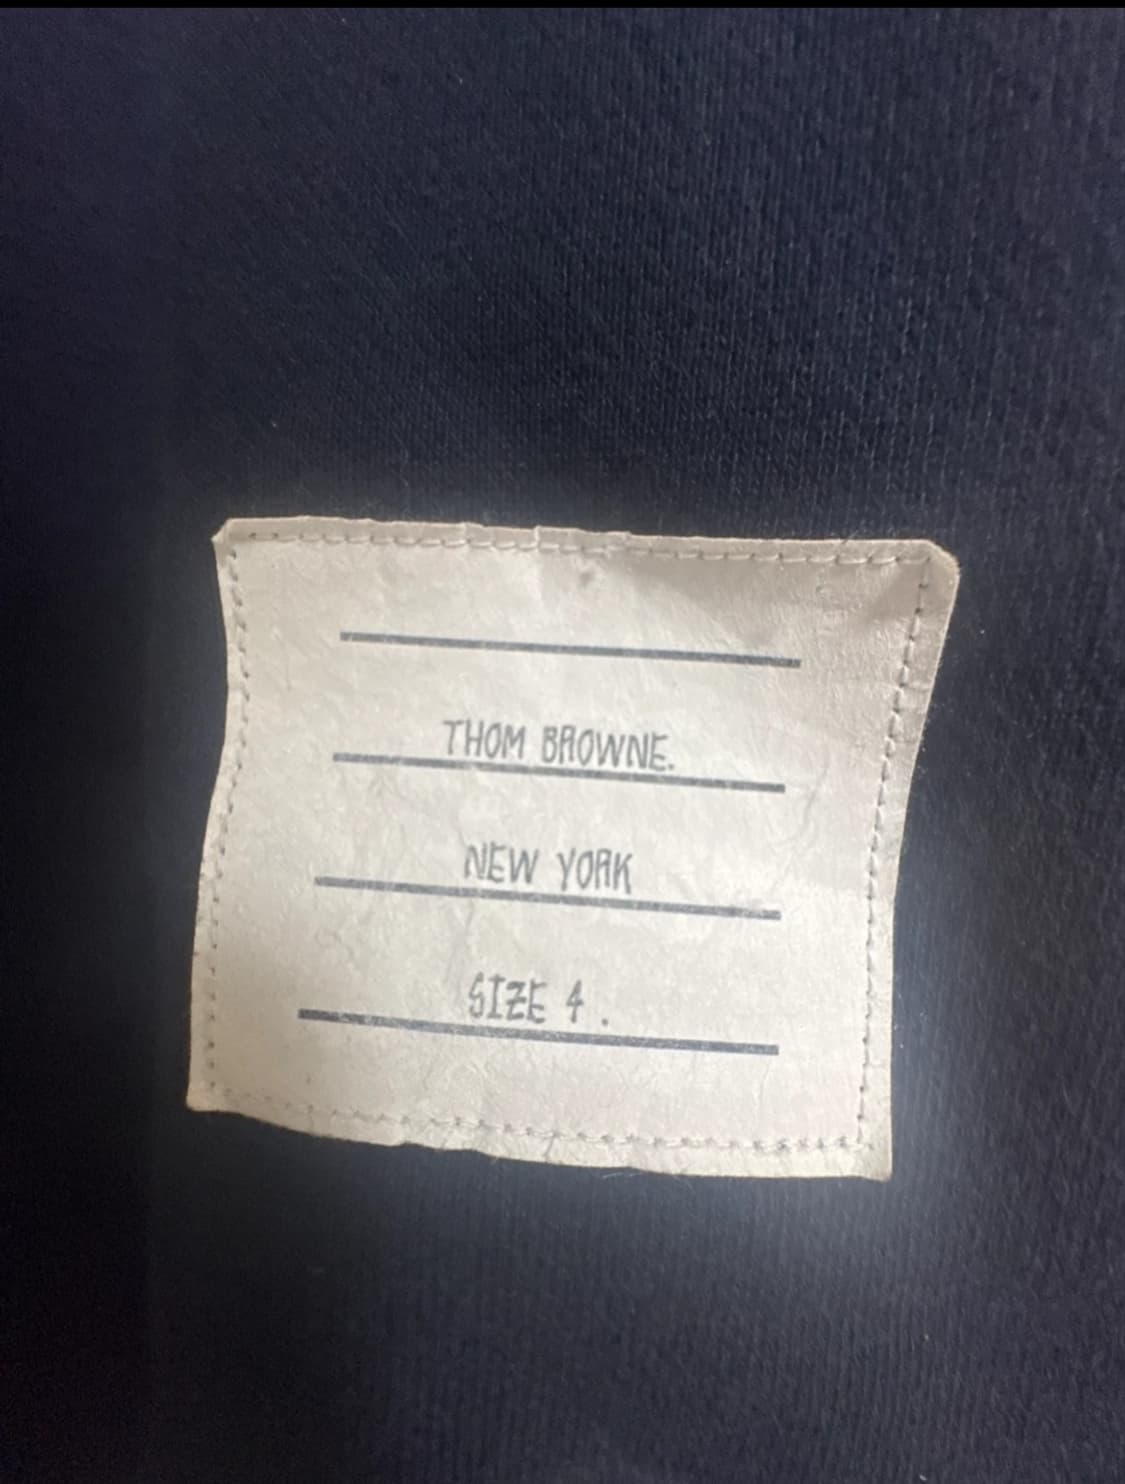 THOM BROWNE.
NEW YORK
SIZE 4.